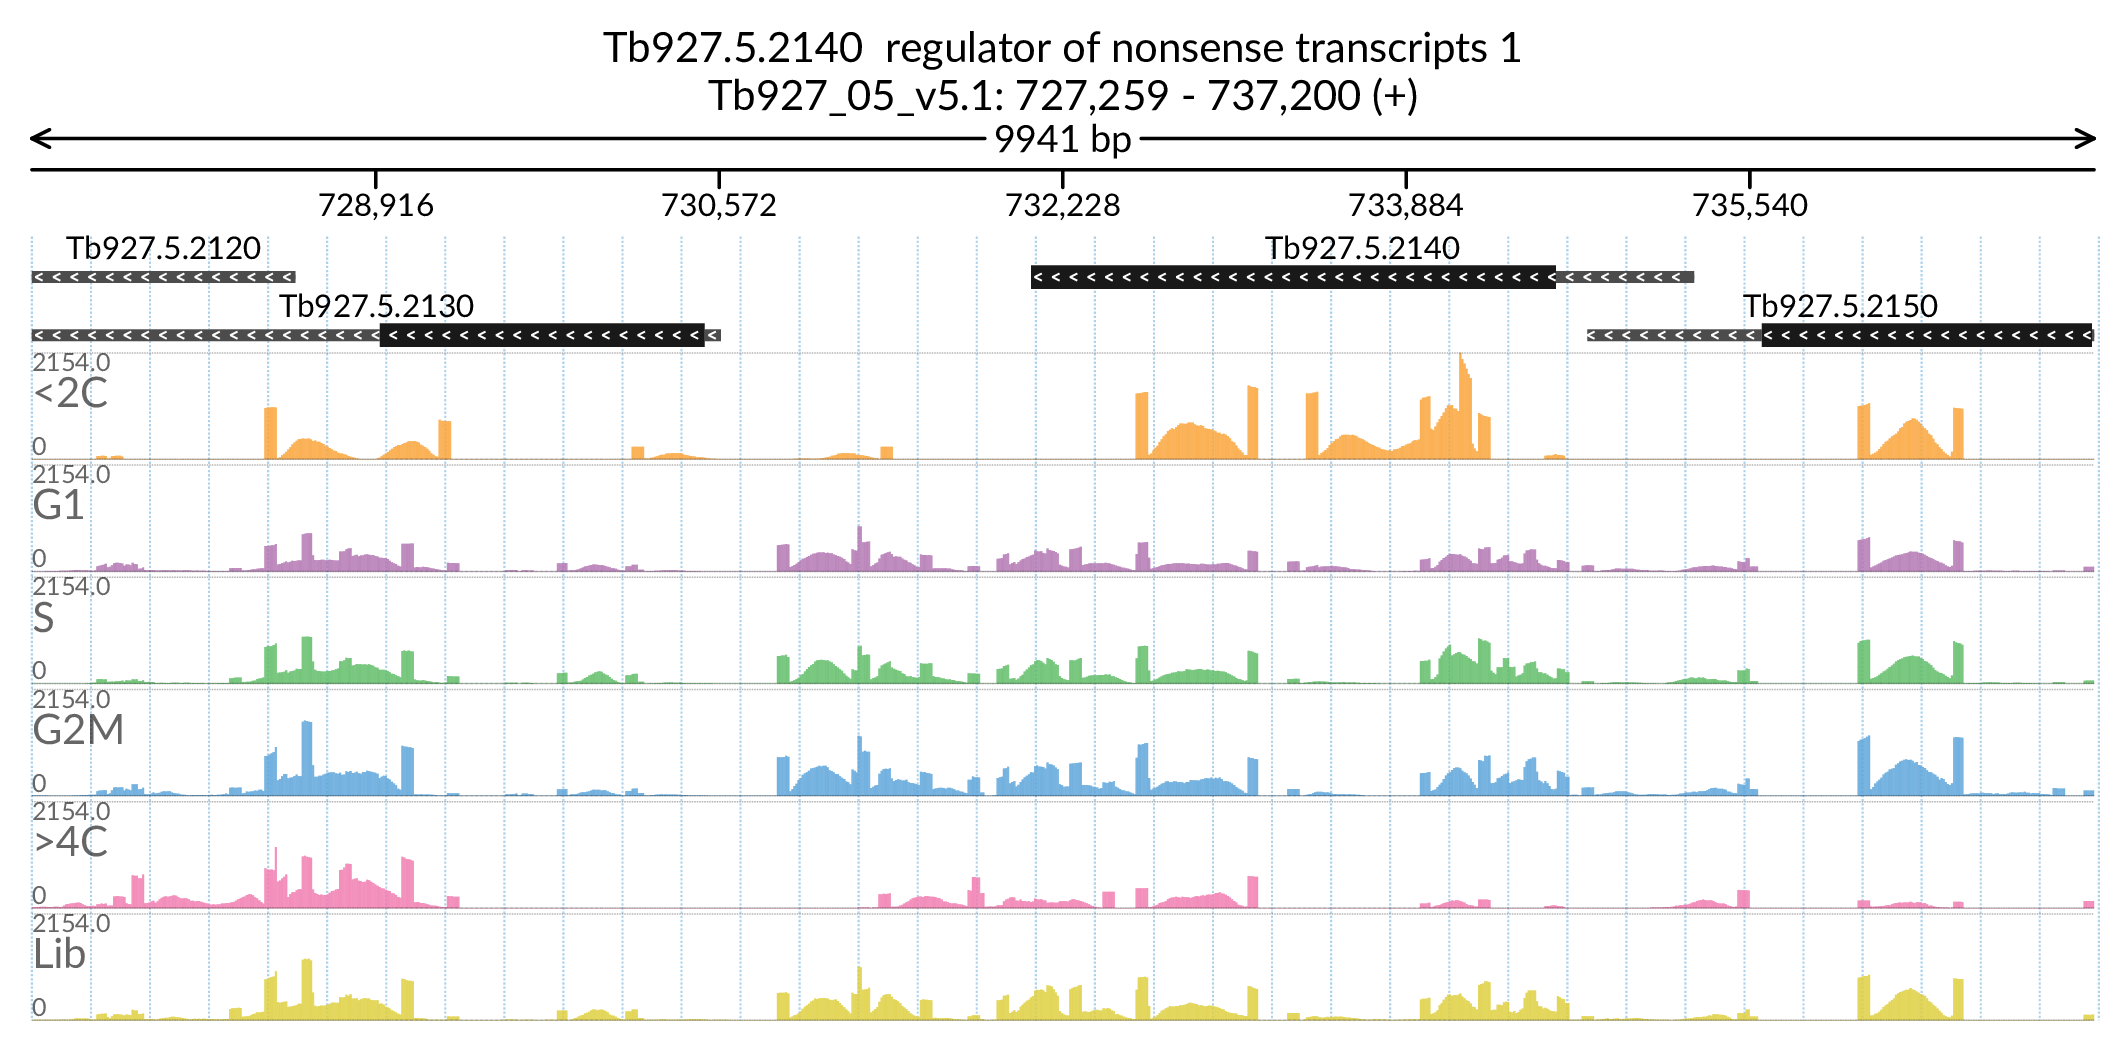 Tb927.5.2140 regulator of nonsense transcripts 1
Tb927_05_v5.1: 727,259 - 737,200 (+)
9941 bp
728,916 730,572 732,228 733,884 735,540
Tb927.5.2120 Tb927.5.2140
Tb927.5.2130 Tb927.5.2150
2154.0
<2C
0
2154.0
G1
0
2154.0
S
0
2154.0
G2M
0
2154.0
>4C
0
2154.0
Lib
0